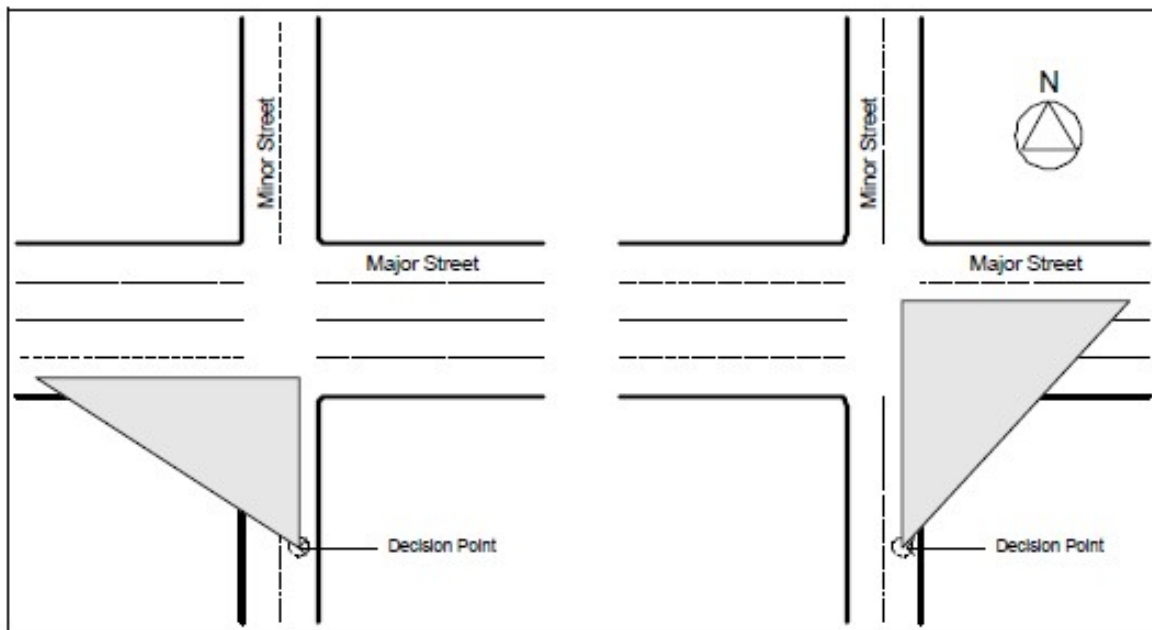 Minor Street
Minor Street
N
Major Street
Major Street
Decision Point
Decision Point